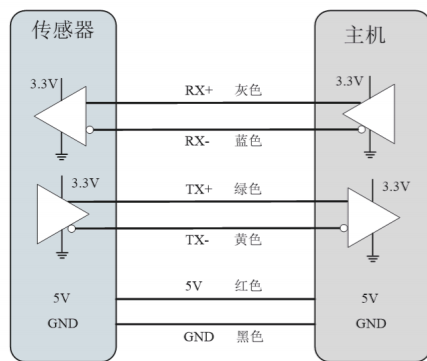 传感器
主机
3.3V
3.3V
RX+ 灰色
RX- 蓝色
3.3V
3.3V
TX+ 绿色
TX- 黄色
5V
5V 红色
5V
GND
GND 黑色
GND